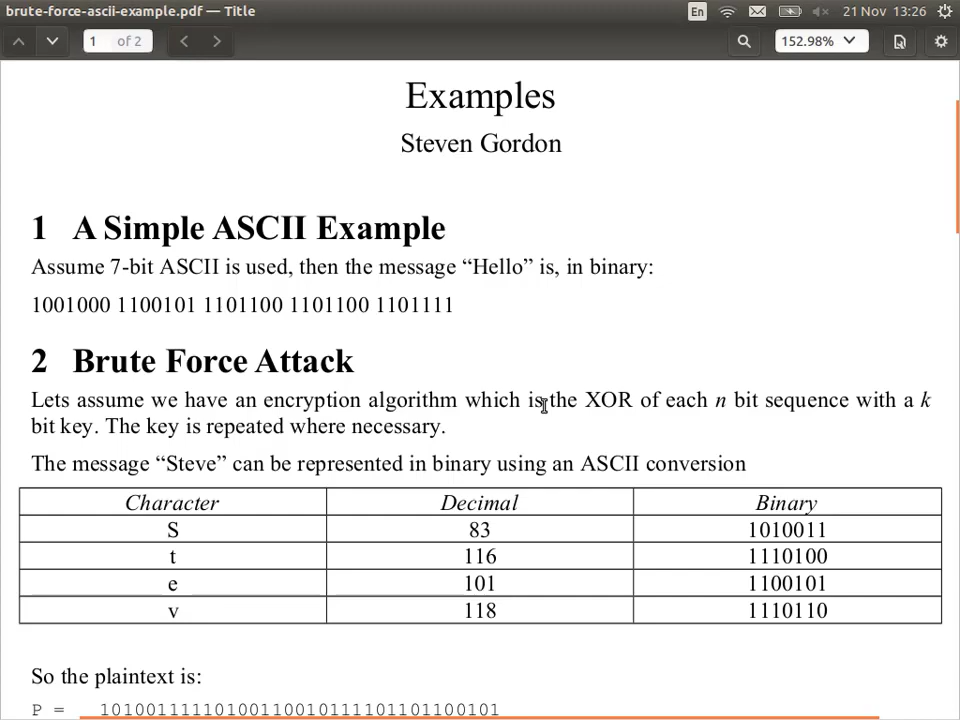 brute-force-ascii-example.pdf — Title En 21 Nov 13:26
1 of 2 152.98%
Examples
Steven Gordon
1 A Simple ASCII Example
Assume 7-bit ASCII is used, then the message “Hello” is, in binary:
1001000 1100101 1101100 1101100 1101111
2 Brute Force Attack
Lets assume we have an encryption algorithm which is the XOR of each n bit sequence with a k
bit key. The key is repeated where necessary.
The message “Steve” can be represented in binary using an ASCII conversion
Character Decimal Binary
S 83 1010011
t 116 1110100
e 101 1100101
v 118 1110110
So the plaintext is:
P = 10100111110100110010111101101100101